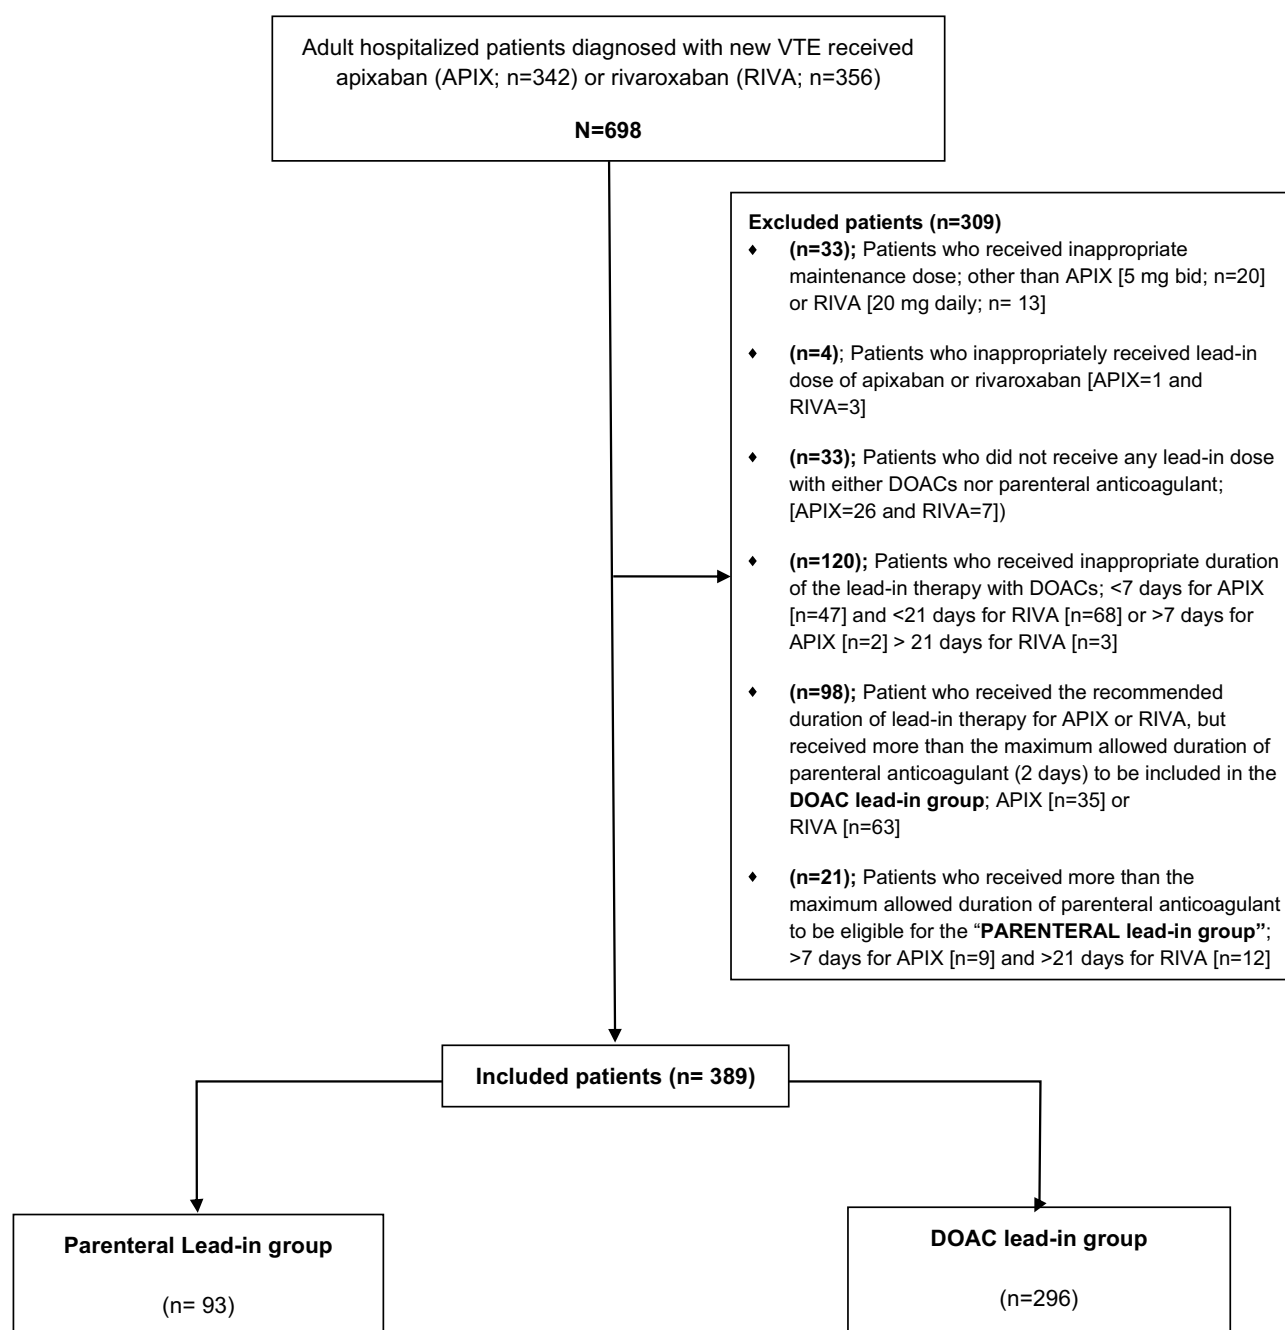 Adult hospitalized patients diagnosed with new VTE received
apixaban (APIX; n=342) or rivaroxaban (RIVA; n=356)
N=698
Excluded patients (n=309)
♦ (n=33); Patients who received inappropriate
maintenance dose; other than APIX [5 mg bid; n=20]
or RIVA [20 mg daily; n= 13]
♦ (n=4); Patients who inappropriately received lead-in
dose of apixaban or rivaroxaban [APIX=1 and
RIVA=3]
♦ (n=33); Patients who did not receive any lead-in dose
with either DOACs nor parenteral anticoagulant;
[APIX=26 and RIVA=7])
♦ (n=120); Patients who received inappropriate duration
of the lead-in therapy with DOACs; <7 days for APIX
[n=47] and <21 days for RIVA [n=68] or >7 days for
APIX [n=2] > 21 days for RIVA [n=3]
♦ (n=98); Patient who received the recommended
duration of lead-in therapy for APIX or RIVA, but
received more than the maximum allowed duration of
parenteral anticoagulant (2 days) to be included in the
DOAC lead-in group; APIX [n=35] or
RIVA [n=63]
♦ (n=21); Patients who received more than the
maximum allowed duration of parenteral anticoagulant
to be eligible for the “PARENTERAL lead-in group”;
>7 days for APIX [n=9] and >21 days for RIVA [n=12]
Included patients (n= 389)
Parenteral Lead-in group
(n= 93)
DOAC lead-in group
(n=296)